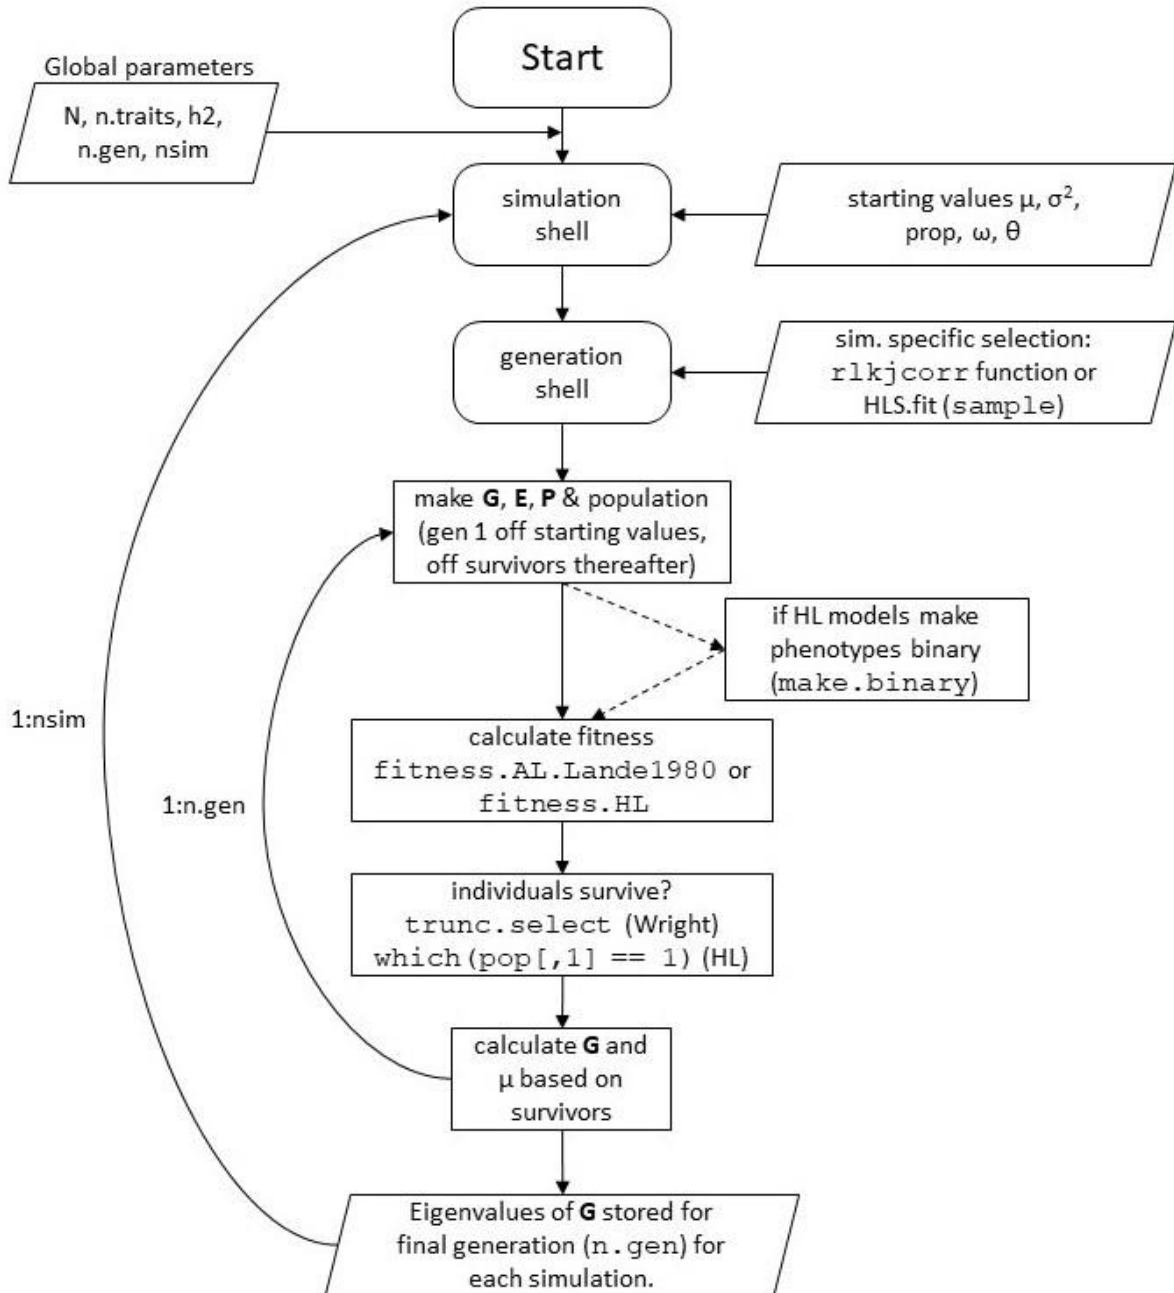 Start
Global parameters
N, n.traits, h2,
n.gen, nsim
simulation
shell
starting values μ, σ²,
prop, ω, θ
generation
shell
sim. specific selection:
rlkjcorr function or
HLS.fit (sample)
make G, E, P & population
(gen 1 off starting values,
off survivors thereafter)
if HL models make
phenotypes binary
(make.binary)
1:nsim
calculate fitness
fitness.AL.Lande1980 or
fitness.HL
1:n.gen
individuals survive?
trunc.select (Wright)
which(pop[,1] == 1) (HL)
calculate G and
μ based on
survivors
Eigenvalues of G stored for
final generation (n.gen) for
each simulation.